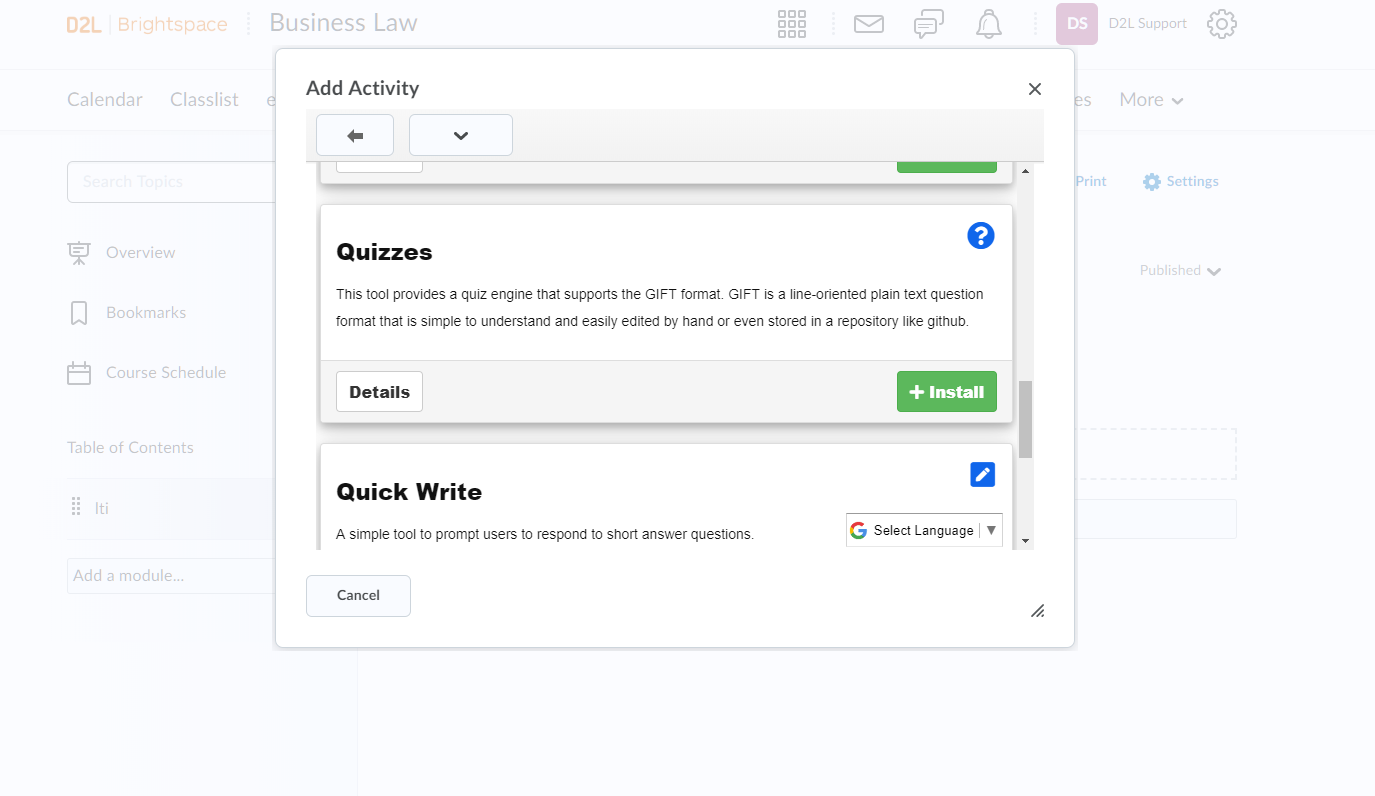 D2L Brightspace
Business Law
DS
D2L Support
Calendar
Classlist
e
es
More
Add Activity
Search Topics
Print
Settings
Overview
Bookmarks
Course Schedule
Published
Table of Contents
lti
Add a module...
Quizzes
?
This tool provides a quiz engine that supports the GIFT format. GIFT is a line-oriented plain text question
format that is simple to understand and easily edited by hand or even stored in a repository like github.
Details
+ Install
Quick Write
A simple tool to prompt users to respond to short answer questions.
G Select Language
Cancel